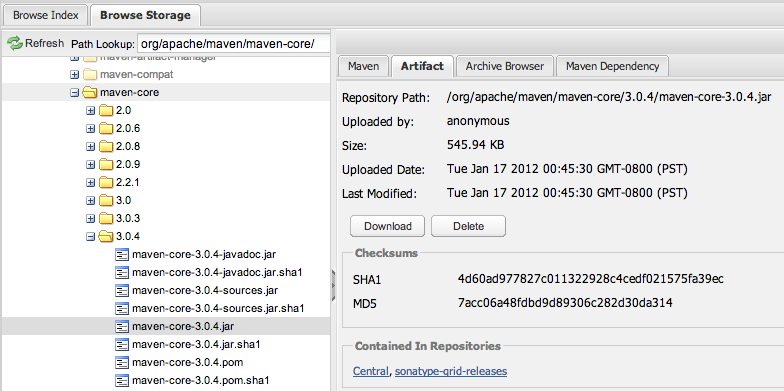 Browse Index Browse Storage
Refresh Path Lookup: org/apache/maven/maven-core/
maven-artifact-manager
maven-compat
maven-core
2.0
2.0.6
2.0.8
2.0.9
2.2.1
3.0
3.0.3
3.0.4
maven-core-3.0.4-javadoc.jar
maven-core-3.0.4-javadoc.jar.sha1
maven-core-3.0.4-sources.jar
maven-core-3.0.4-sources.jar.sha1
maven-core-3.0.4.jar
maven-core-3.0.4.jar.sha1
maven-core-3.0.4.pom
maven-core-3.0.4.pom.sha1
Maven Artifact Archive Browser Maven Dependency
Repository Path: /org/apache/maven/maven-core/3.0.4/maven-core-3.0.4.jar
Uploaded by: anonymous
Size: 545.94 KB
Uploaded Date: Tue Jan 17 2012 00:45:30 GMT-0800 (PST)
Last Modified: Tue Jan 17 2012 00:45:30 GMT-0800 (PST)
Download Delete
Checksums
SHA1 4d60ad977827c011322928c4cedf021575fa39ec
MD5 7acc06a48fdbd9d89306c282d30da314
Contained In Repositories
Central, sonatype-grid-releases